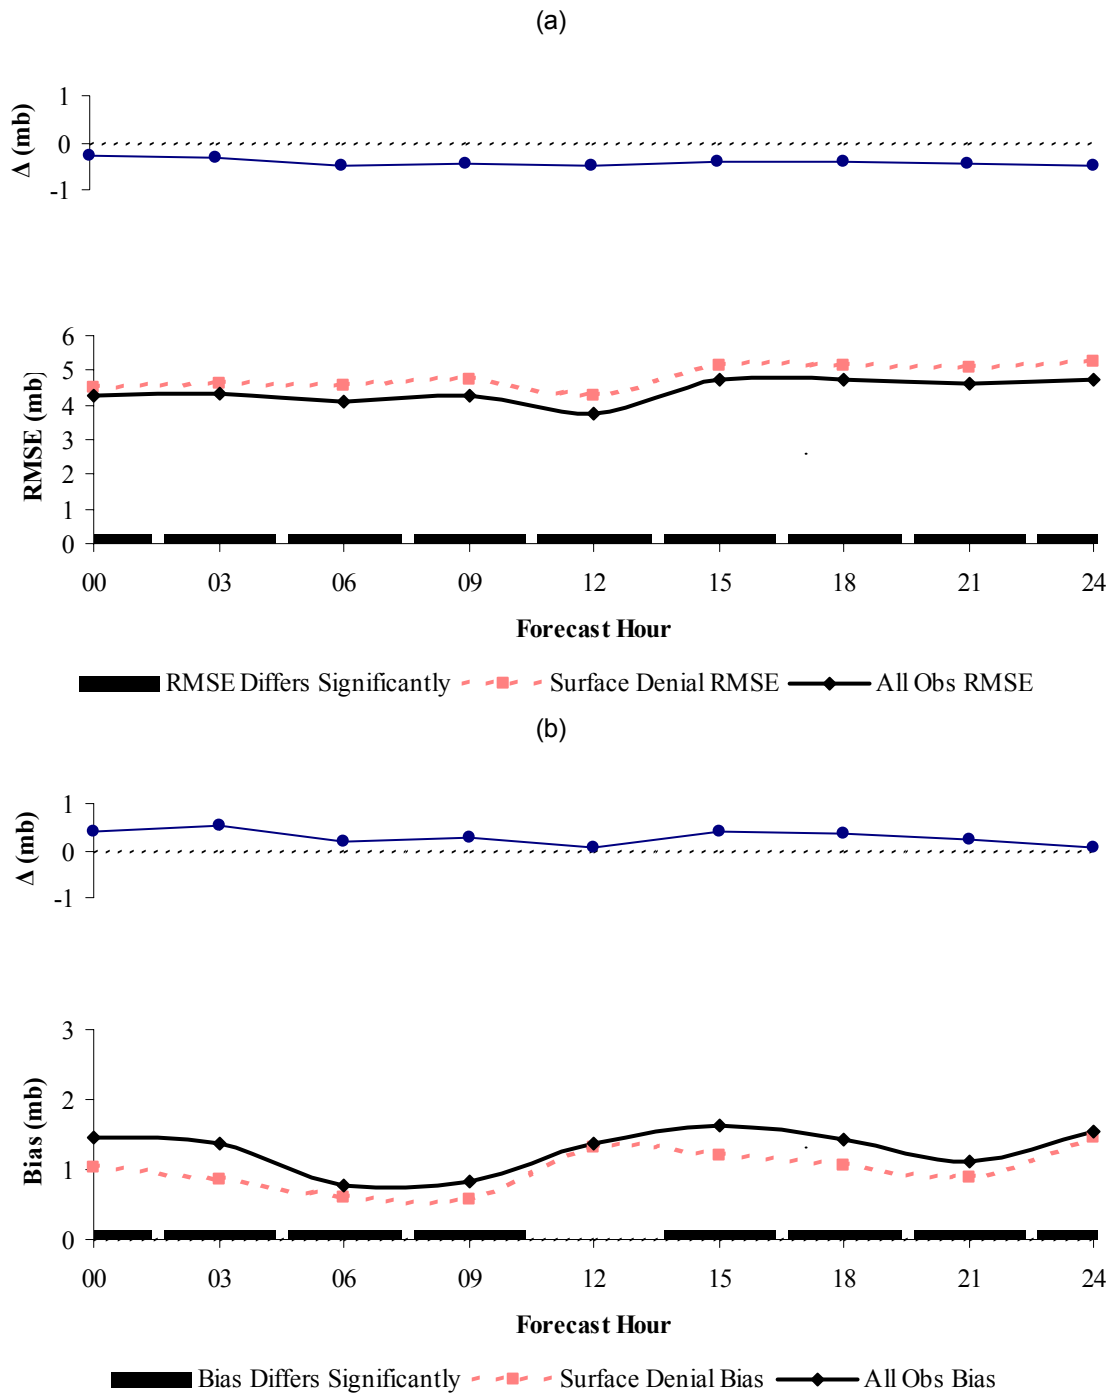 (a)
1
0
-1
Δ (mb)
6
5
4
3
2
1
0
RMSE (mb)
00 03 06 09 12 15 18 21 24
Forecast Hour
RMSE Differs Significantly Surface Denial RMSE All Obs RMSE
(b)
1
0
-1
Δ (mb)
3
2
1
0
Bias (mb)
00 03 06 09 12 15 18 21 24
Forecast Hour
Bias Differs Significantly Surface Denial Bias All Obs Bias